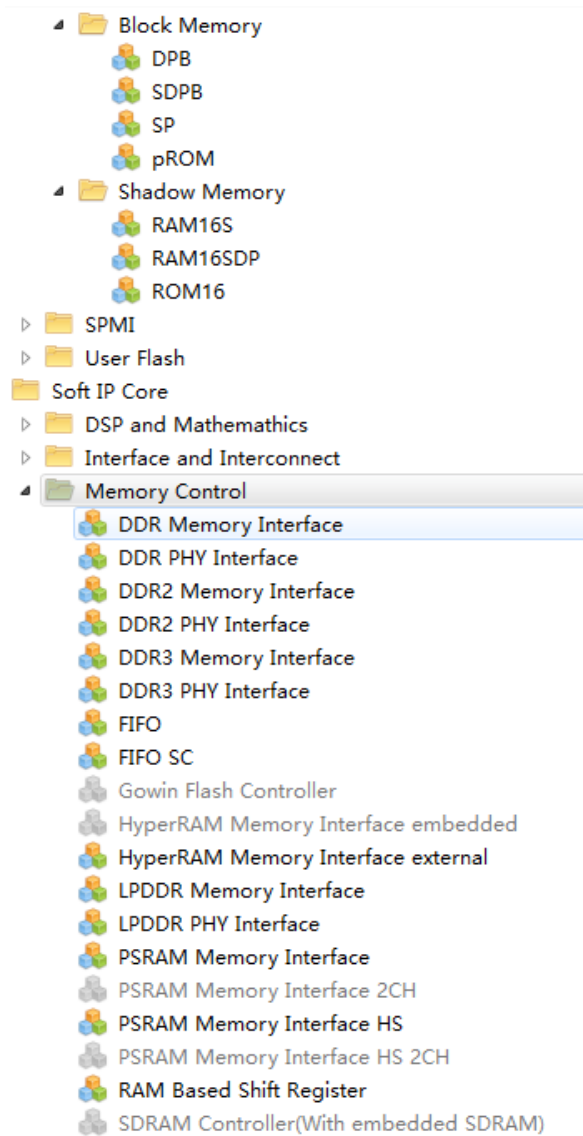 Block Memory
DPB
SDPB
SP
pROM
Shadow Memory
RAM16S
RAM16SDP
ROM16
SPMI
User Flash
Soft IP Core
DSP and Mathemathics
Interface and Interconnect
Memory Control
DDR Memory Interface
DDR PHY Interface
DDR2 Memory Interface
DDR2 PHY Interface
DDR3 Memory Interface
DDR3 PHY Interface
FIFO
FIFO SC
Gowin Flash Controller
HyperRAM Memory Interface embedded
HyperRAM Memory Interface external
LPDDR Memory Interface
LPDDR PHY Interface
PSRAM Memory Interface
PSRAM Memory Interface 2CH
PSRAM Memory Interface HS
PSRAM Memory Interface HS 2CH
RAM Based Shift Register
SDRAM Controller(With embedded SDRAM)